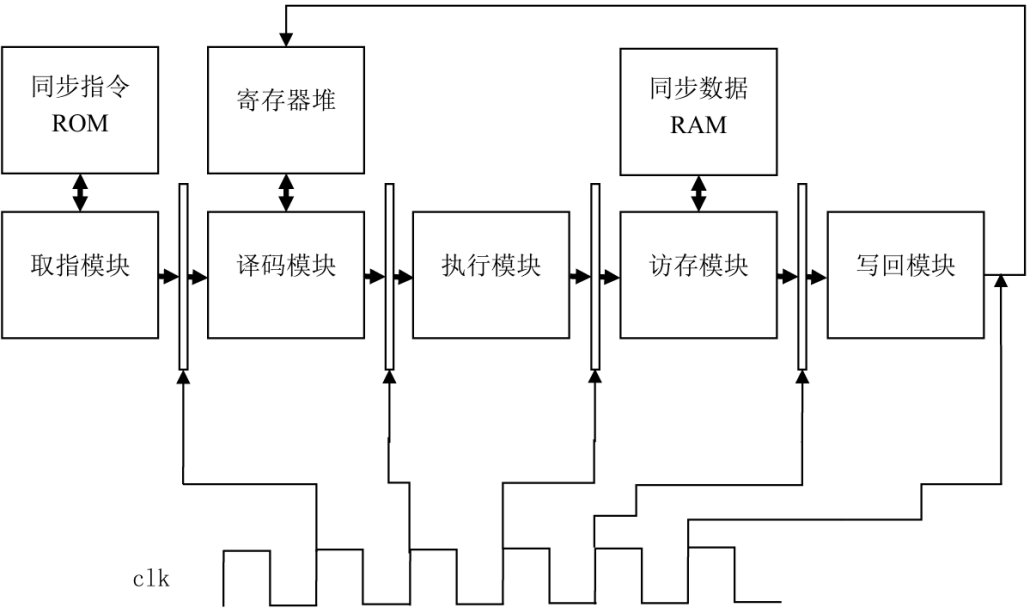 同步指令
ROM
寄存器堆
同步数据
RAM
取指模块
译码模块
执行模块
访存模块
写回模块
clk